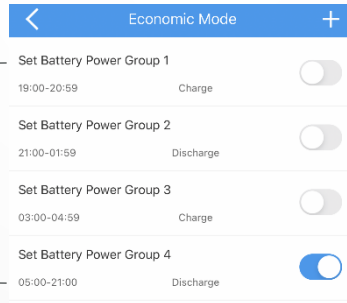 Economic Mode
Set Battery Power Group 1
19:00-20:59 Charge
Set Battery Power Group 2
21:00-01:59 Discharge
Set Battery Power Group 3
03:00-04:59 Charge
Set Battery Power Group 4
05:00-21:00 Discharge